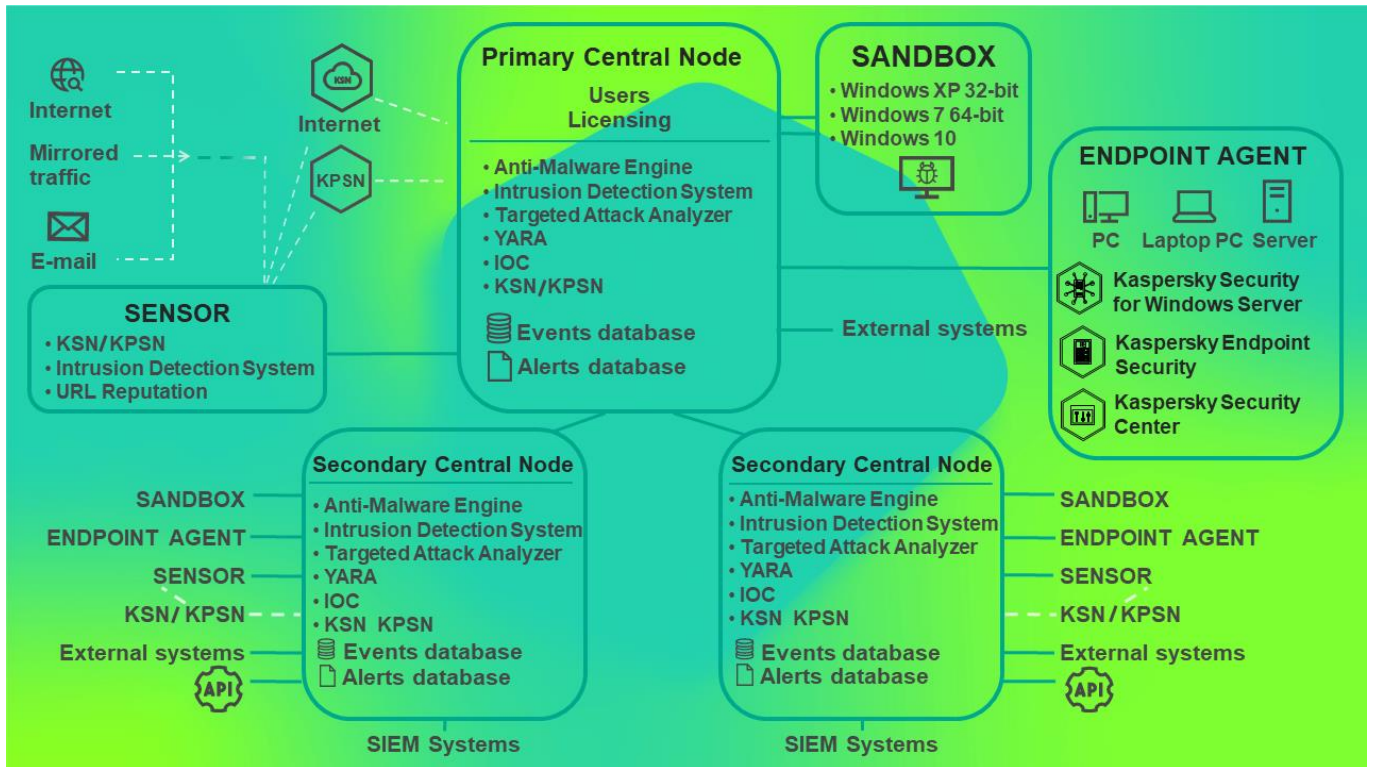 Internet
Mirrored
traffic
E-mail
KSN
Internet
KPSN
SENSOR
• KSN/KPSN
• Intrusion Detection System
• URL Reputation
Primary Central Node
Users
Licensing
• Anti-Malware Engine
• Intrusion Detection System
• Targeted Attack Analyzer
• YARA
• IOC
• KSN/KPSN
Events database
Alerts database
SANDBOX
• Windows XP 32-bit
• Windows 7 64-bit
• Windows 10
External systems
ENDPOINT AGENT
PC Laptop PC Server
Kaspersky Security
for Windows Server
Kaspersky Endpoint
Security
Kaspersky Security
Center
SANDBOX
ENDPOINT AGENT
SENSOR
KSN/ KPSN
External systems
API
Secondary Central Node
• Anti-Malware Engine
• Intrusion Detection System
• Targeted Attack Analyzer
• YARA
• IOC
• KSN KPSN
Events database
Alerts database
SIEM Systems
Secondary Central Node
• Anti-Malware Engine
• Intrusion Detection System
• Targeted Attack Analyzer
• YARA
• IOC
• KSN KPSN
Events database
Alerts database
SIEM Systems
SANDBOX
ENDPOINT AGENT
SENSOR
KSN/KPSN
External systems
API